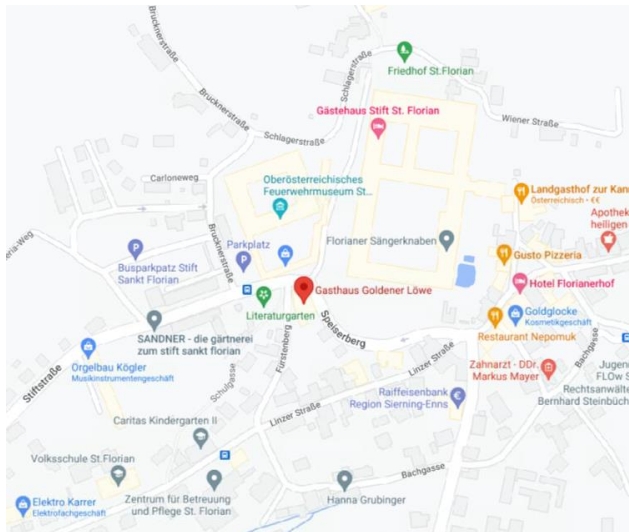 Brucknerstraße
Schlagerstraße
Friedhof St.Florian
Brucknerstraße
Gästehaus Stift St. Florian
Wiener Straße
Schlagerstraße
Carloneweg
Oberösterreichisches
Feuerwehrmuseum St...
Landgasthof zur Kan
Österreichisch · €€
Apothek
heiligen
eria-Weg
Brucknerstraße
Parkplatz
Florianer Sängerknaben
Gusto Pizzeria
Busparkpatz Stift
Sankt Florian
Hotel Florianerhof
Gasthaus Goldener Löwe
Literaturgarten
Goldglocke
Kosmetikgeschäft
Speiserberg
Restaurant Nepomuk
SANDNER - die gärtnerei
zum stift sankt florian
Fürstenberg
Bachgasse
Orgelbau Kögler
Musikinstrumentengeschäft
Linzer Straße
Zahnarzt - DDr.
Markus Mayer
Jugen
FLOw S
Stiftstraße
Schulgasse
Raiffeisenbank
Region Sierning-Enns
Rechtsanwälte
Bernhard Steinbüch
Linzer Straße
Caritas Kindergarten II
Volksschule St.Florian
Bachgasse
Elektro Karrer
Elektrofachgeschäft
Zentrum für Betreuung
und Pflege St. Florian
Hanna Grubinger